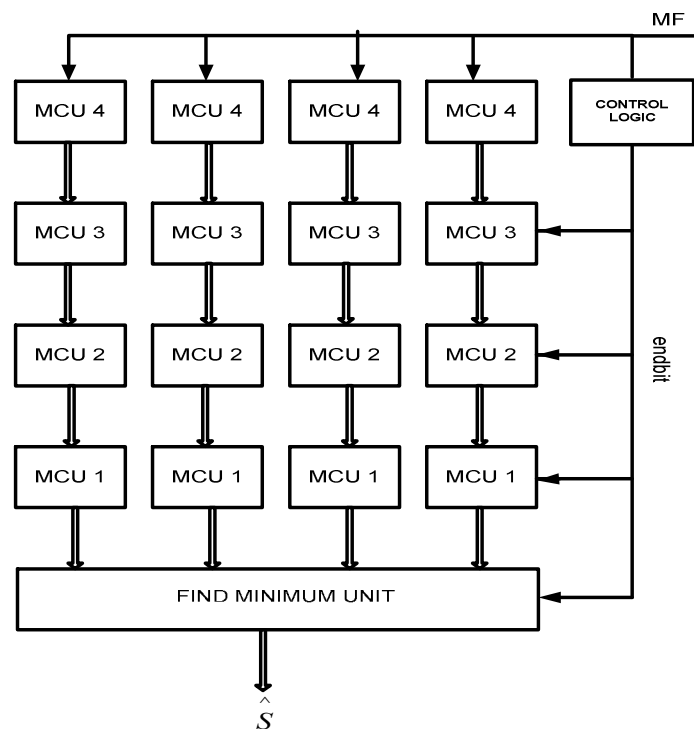 MF
MCU 4 MCU 4 MCU 4 MCU 4
CONTROL
LOGIC
MCU 3 MCU 3 MCU 3 MCU 3
MCU 2 MCU 2 MCU 2 MCU 2
endbit
MCU 1 MCU 1 MCU 1 MCU 1
FIND MINIMUM UNIT
Ŝ